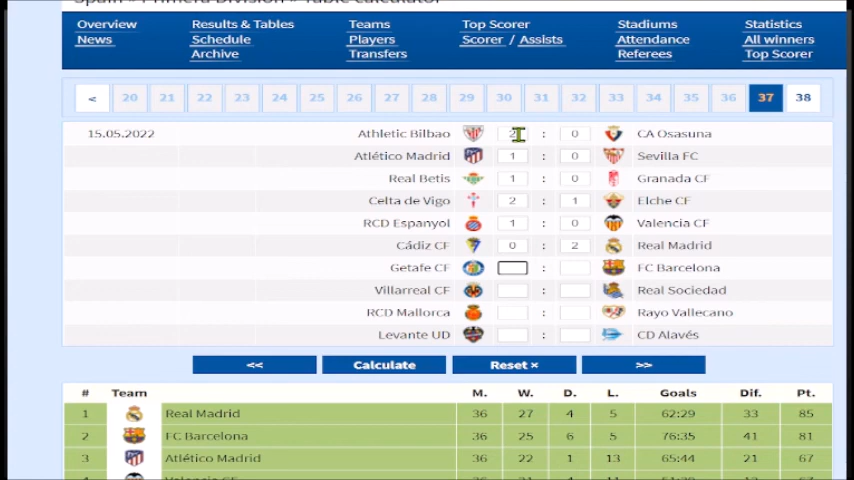 Spain » Primera División » Table calculator
Overview Results & Tables Teams Top Scorer Stadiums Statistics
News Schedule Players Scorer / Assists Attendance All winners
Archive Transfers Referees Top Scorer
< 20 21 22 23 24 25 26 27 28 29 30 31 32 33 34 35 36 37 38
15.05.2022 Athletic Bilbao 2 : 0 CA Osasuna
Atlético Madrid 1 : 0 Sevilla FC
Real Betis 1 : 0 Granada CF
Celta de Vigo 2 : 1 Elche CF
RCD Espanyol 1 : 0 Valencia CF
Cádiz CF 0 : 2 Real Madrid
Getafe CF : FC Barcelona
Villarreal CF : Real Sociedad
RCD Mallorca : Rayo Vallecano
Levante UD : CD Alavés
<< Calculate Reset × >>
# Team M. W. D. L. Goals Dif. Pt.
1 Real Madrid 36 27 4 5 62:29 33 85
2 FC Barcelona 36 25 6 5 76:35 41 81
3 Atlético Madrid 36 22 1 13 65:44 21 67